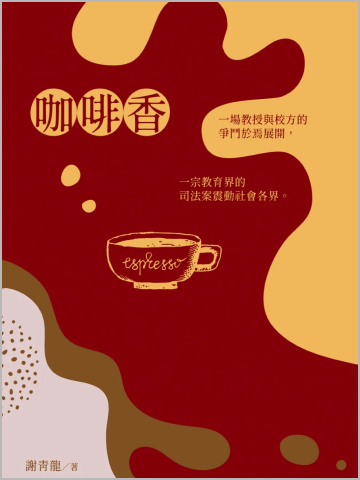 咖啡香
一場教授與校方的
爭鬥於焉展開，
一宗教育界的
司法案震動社會各界。
espresso
謝青龍／著